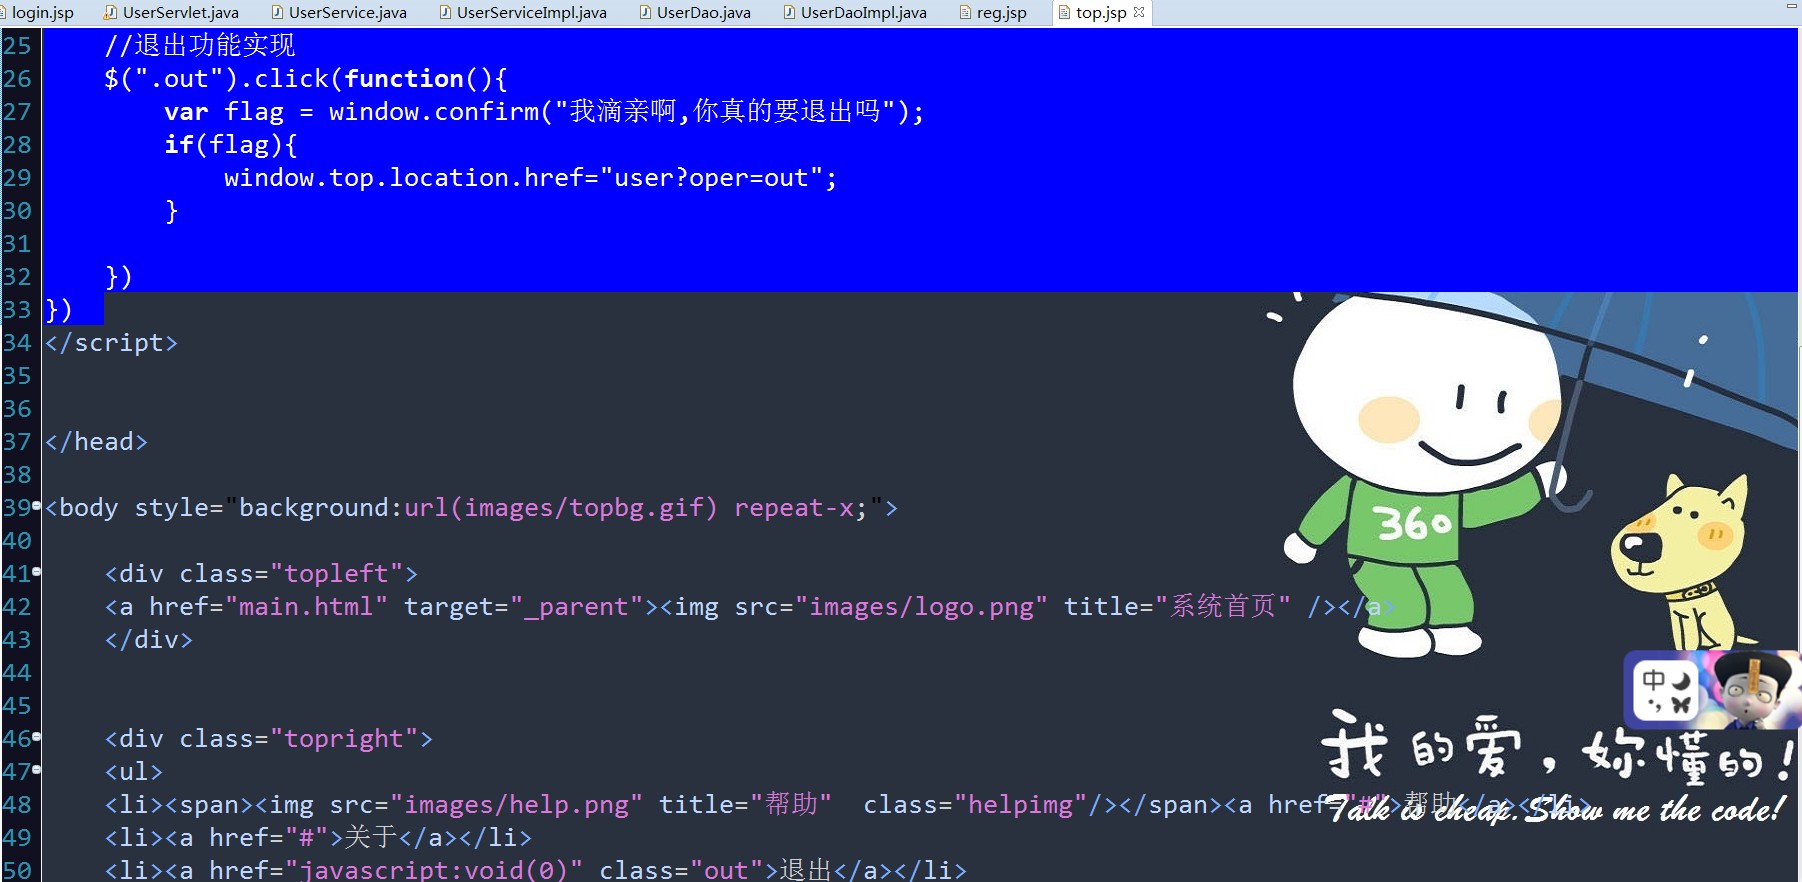 login.jsp UserServlet.java UserService.java UserServiceImpl.java UserDao.java UserDaoImpl.java reg.jsp top.jsp
25 //退出功能实现
26 $(".out").click(function(){
27 var flag = window.confirm("我滴亲啊,你真的要退出吗");
28 if(flag){
29 window.top.location.href="user?oper=out";
30 }
31
32 })
33 })
34 </script>
35
36
37 </head>
38
39 <body style="background:url(images/topbg.gif) repeat-x;">
40
41 <div class="topleft">
42 <a href="main.html" target="_parent"><img src="images/logo.png" title="系统首页" /></a>
43 </div>
44
45
46 <div class="topright">
47 <ul>
48 <li><span><img src="images/help.png" title="帮助"  class="helpimg"/></span><a href="#">帮助</a></li>
49 <li><a href="#">关于</a></li>
50 <li><a href="javascript:void(0)" class="out">退出</a></li>
360
中
我的爱，妳懂的！
Talk is cheap. Show me the code!